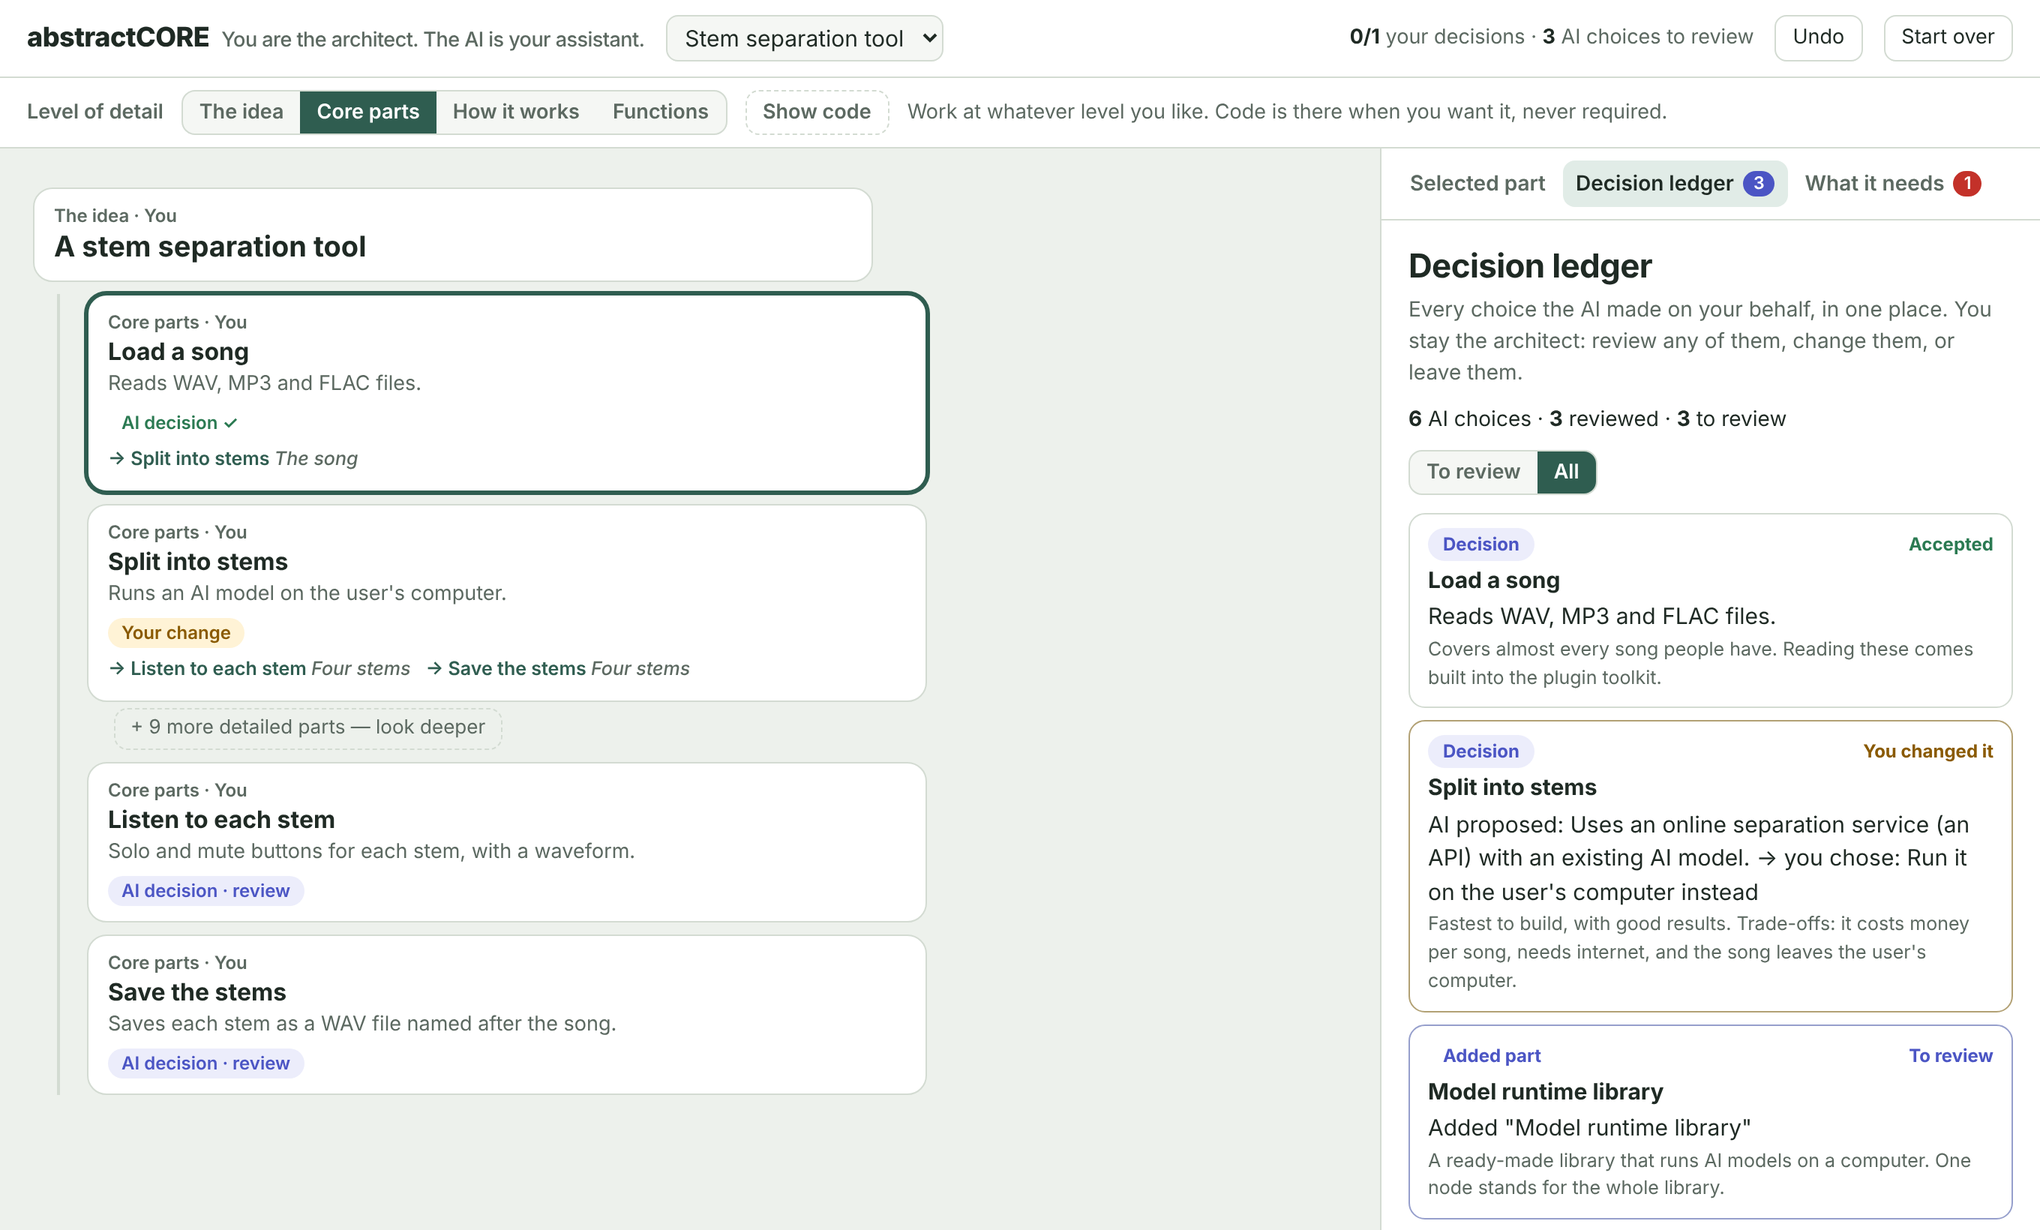 abstractCORE You are the architect. The AI is your assistant. Stem separation tool 0/1 your decisions · 3 AI choices to review Undo Start over
Level of detail The idea Core parts How it works Functions Show code Work at whatever level you like. Code is there when you want it, never required.
The idea · You
A stem separation tool
Core parts · You
Load a song
Reads WAV, MP3 and FLAC files.
AI decision ✓
→ Split into stems The song
Core parts · You
Split into stems
Runs an AI model on the user's computer.
Your change
→ Listen to each stem Four stems → Save the stems Four stems
+ 9 more detailed parts — look deeper
Core parts · You
Listen to each stem
Solo and mute buttons for each stem, with a waveform.
AI decision · review
Core parts · You
Save the stems
Saves each stem as a WAV file named after the song.
AI decision · review
Selected part Decision ledger 3 What it needs 1
Decision ledger
Every choice the AI made on your behalf, in one place. You
stay the architect: review any of them, change them, or
leave them.
6 AI choices · 3 reviewed · 3 to review
To review All
Decision Accepted
Load a song
Reads WAV, MP3 and FLAC files.
Covers almost every song people have. Reading these comes
built into the plugin toolkit.
Decision You changed it
Split into stems
AI proposed: Uses an online separation service (an
API) with an existing AI model. → you chose: Run it
on the user's computer instead
Fastest to build, with good results. Trade-offs: it costs money
per song, needs internet, and the song leaves the user's
computer.
Added part To review
Model runtime library
Added "Model runtime library"
A ready-made library that runs AI models on a computer. One
node stands for the whole library.